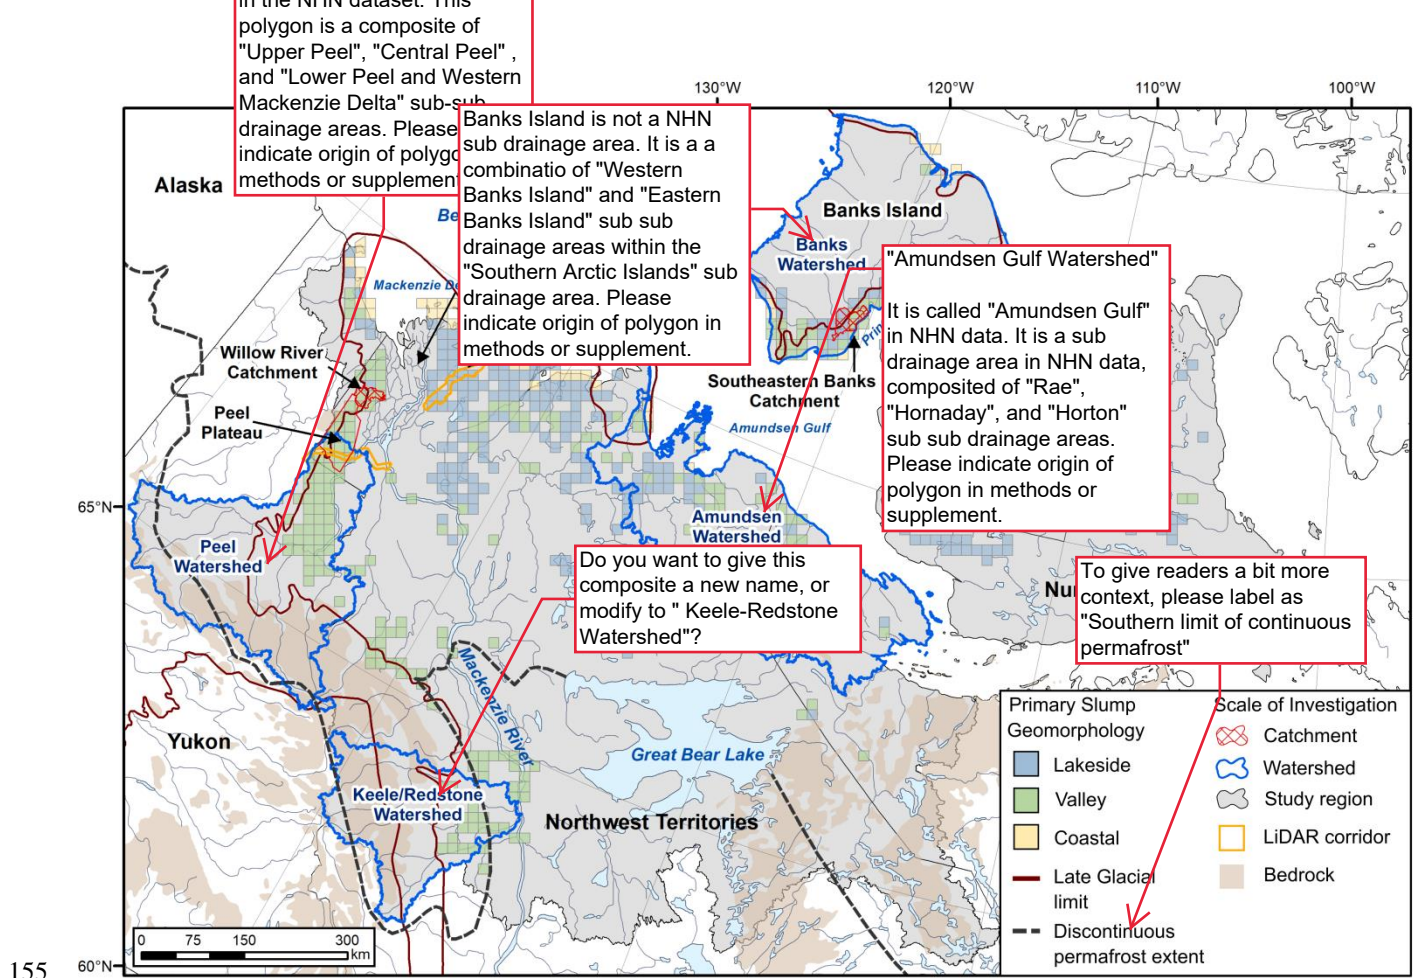 in the NHN dataset. This
polygon is a composite of
"Upper Peel", "Central Peel" ,
and "Lower Peel and Western
Mackenzie Delta" sub-sub
drainage areas. Please
indicate origin of
methods or supplement
130°W
120°W
110°W
100°W
Banks Island is not a NHN
sub drainage area. It is a a
combinatio of "Western
Banks Island" and "Eastern
Banks Island" sub sub
drainage areas within the
"Southern Arctic Islands" sub
drainage area. Please
indicate origin of polygon in
methods or supplement.
Alaska
Banks Island
Banks
Watershed
"Amundsen Gulf Watershed"
It is called "Amundsen Gulf"
in NHN data. It is a sub
drainage area in NHN data,
composited of "Rae",
"Hornaday", and "Horton"
sub sub drainage areas.
Please indicate origin of
polygon in methods or
supplement.
Mackenzie
Willow River
Catchment
Peel
Plateau
Southeastern Banks
Catchment
Amundsen Gulf
65°N
Amundsen
Watershed
Peel
Watershed
Do you want to give this
composite a new name, or
modify to " Keele-Redstone
Watershed"?
To give readers a bit more
context, please label as
"Southern limit of continuous
permafrost"
Mackenzie River
Yukon
Great Bear Lake
Keele/Redstone
Watershed
Northwest Territories
Primary Slump
Geomorphology
Lakeside
Valley
Coastal
Late Glacial
limit
Discontinuous
permafrost extent
Scale of Investigation
Catchment
Watershed
Study region
LiDAR corridor
Bedrock
0 75 150 300
km
60°N
155